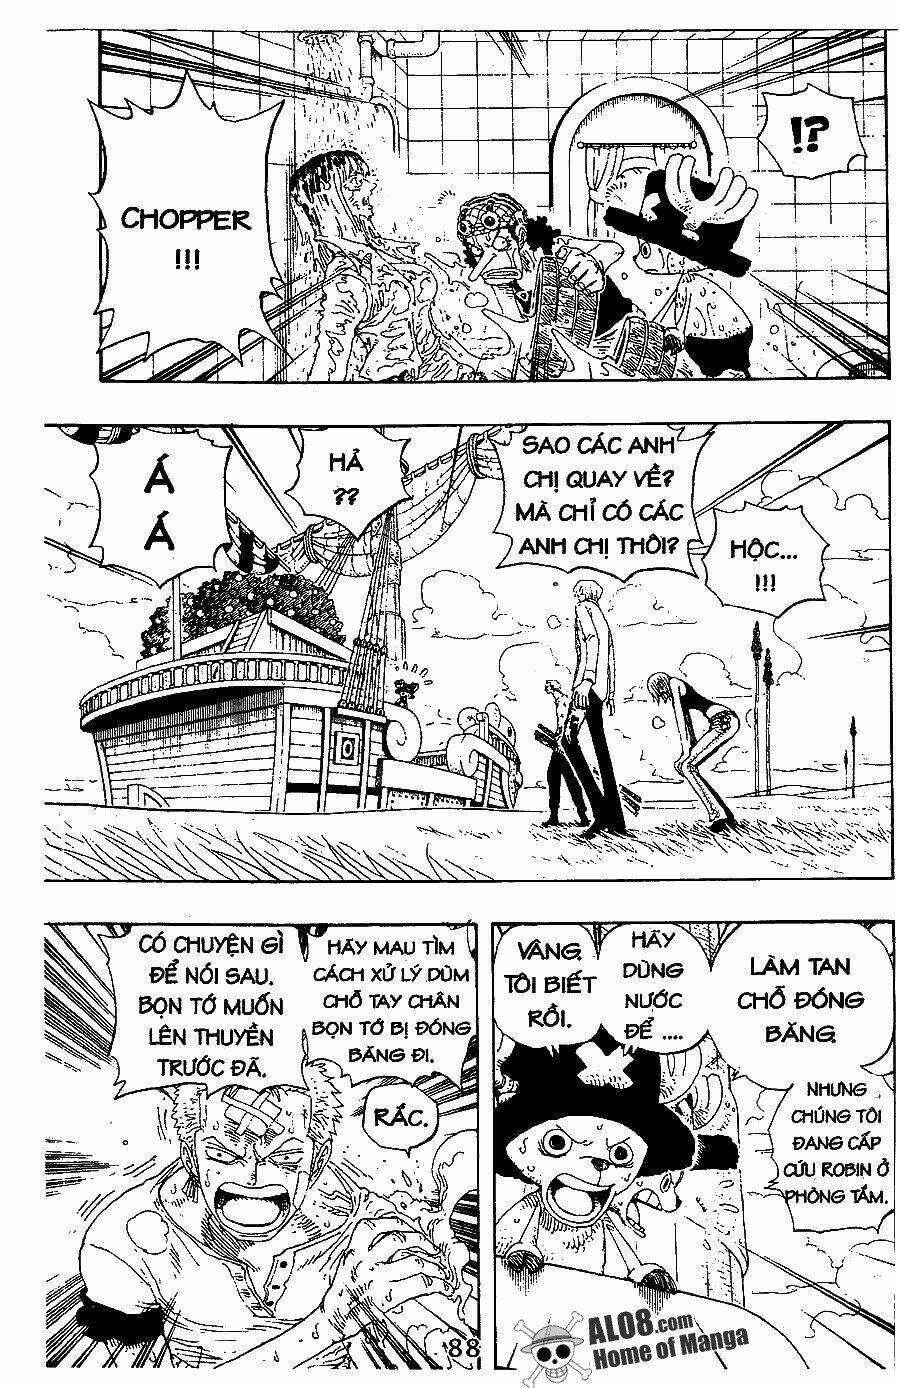 CHOPPER
!!!
!?
Á
Á
HẢ
??
SAO CÁC ANH
CHỊ QUAY VỀ?
MÀ CHỈ CÓ CÁC
ANH CHỊ THÔI?
HỘC...
!!!
CÓ CHUYỆN GÌ
ĐỂ NÓI SAU.
BỌN TỚ MUỐN
LÊN THUYỀN
TRƯỚC ĐÃ.
HÃY MAU TÌM
CÁCH XỬ LÝ DÙM
CHỖ TAY CHÂN
BỌN TỚ BỊ ĐÓNG
BĂNG ĐI.
RẮC.
VÂNG.
TÔI BIẾT
RỒI.
HÃY
DÙNG
NƯỚC
ĐỂ ....
LÀM TAN
CHỖ ĐÓNG
BĂNG.
NHƯNG
CHÚNG TÔI
ĐANG CẤP
CỨU ROBIN Ở
PHÒNG TẮM.
88
ALO8.com
Home of Manga